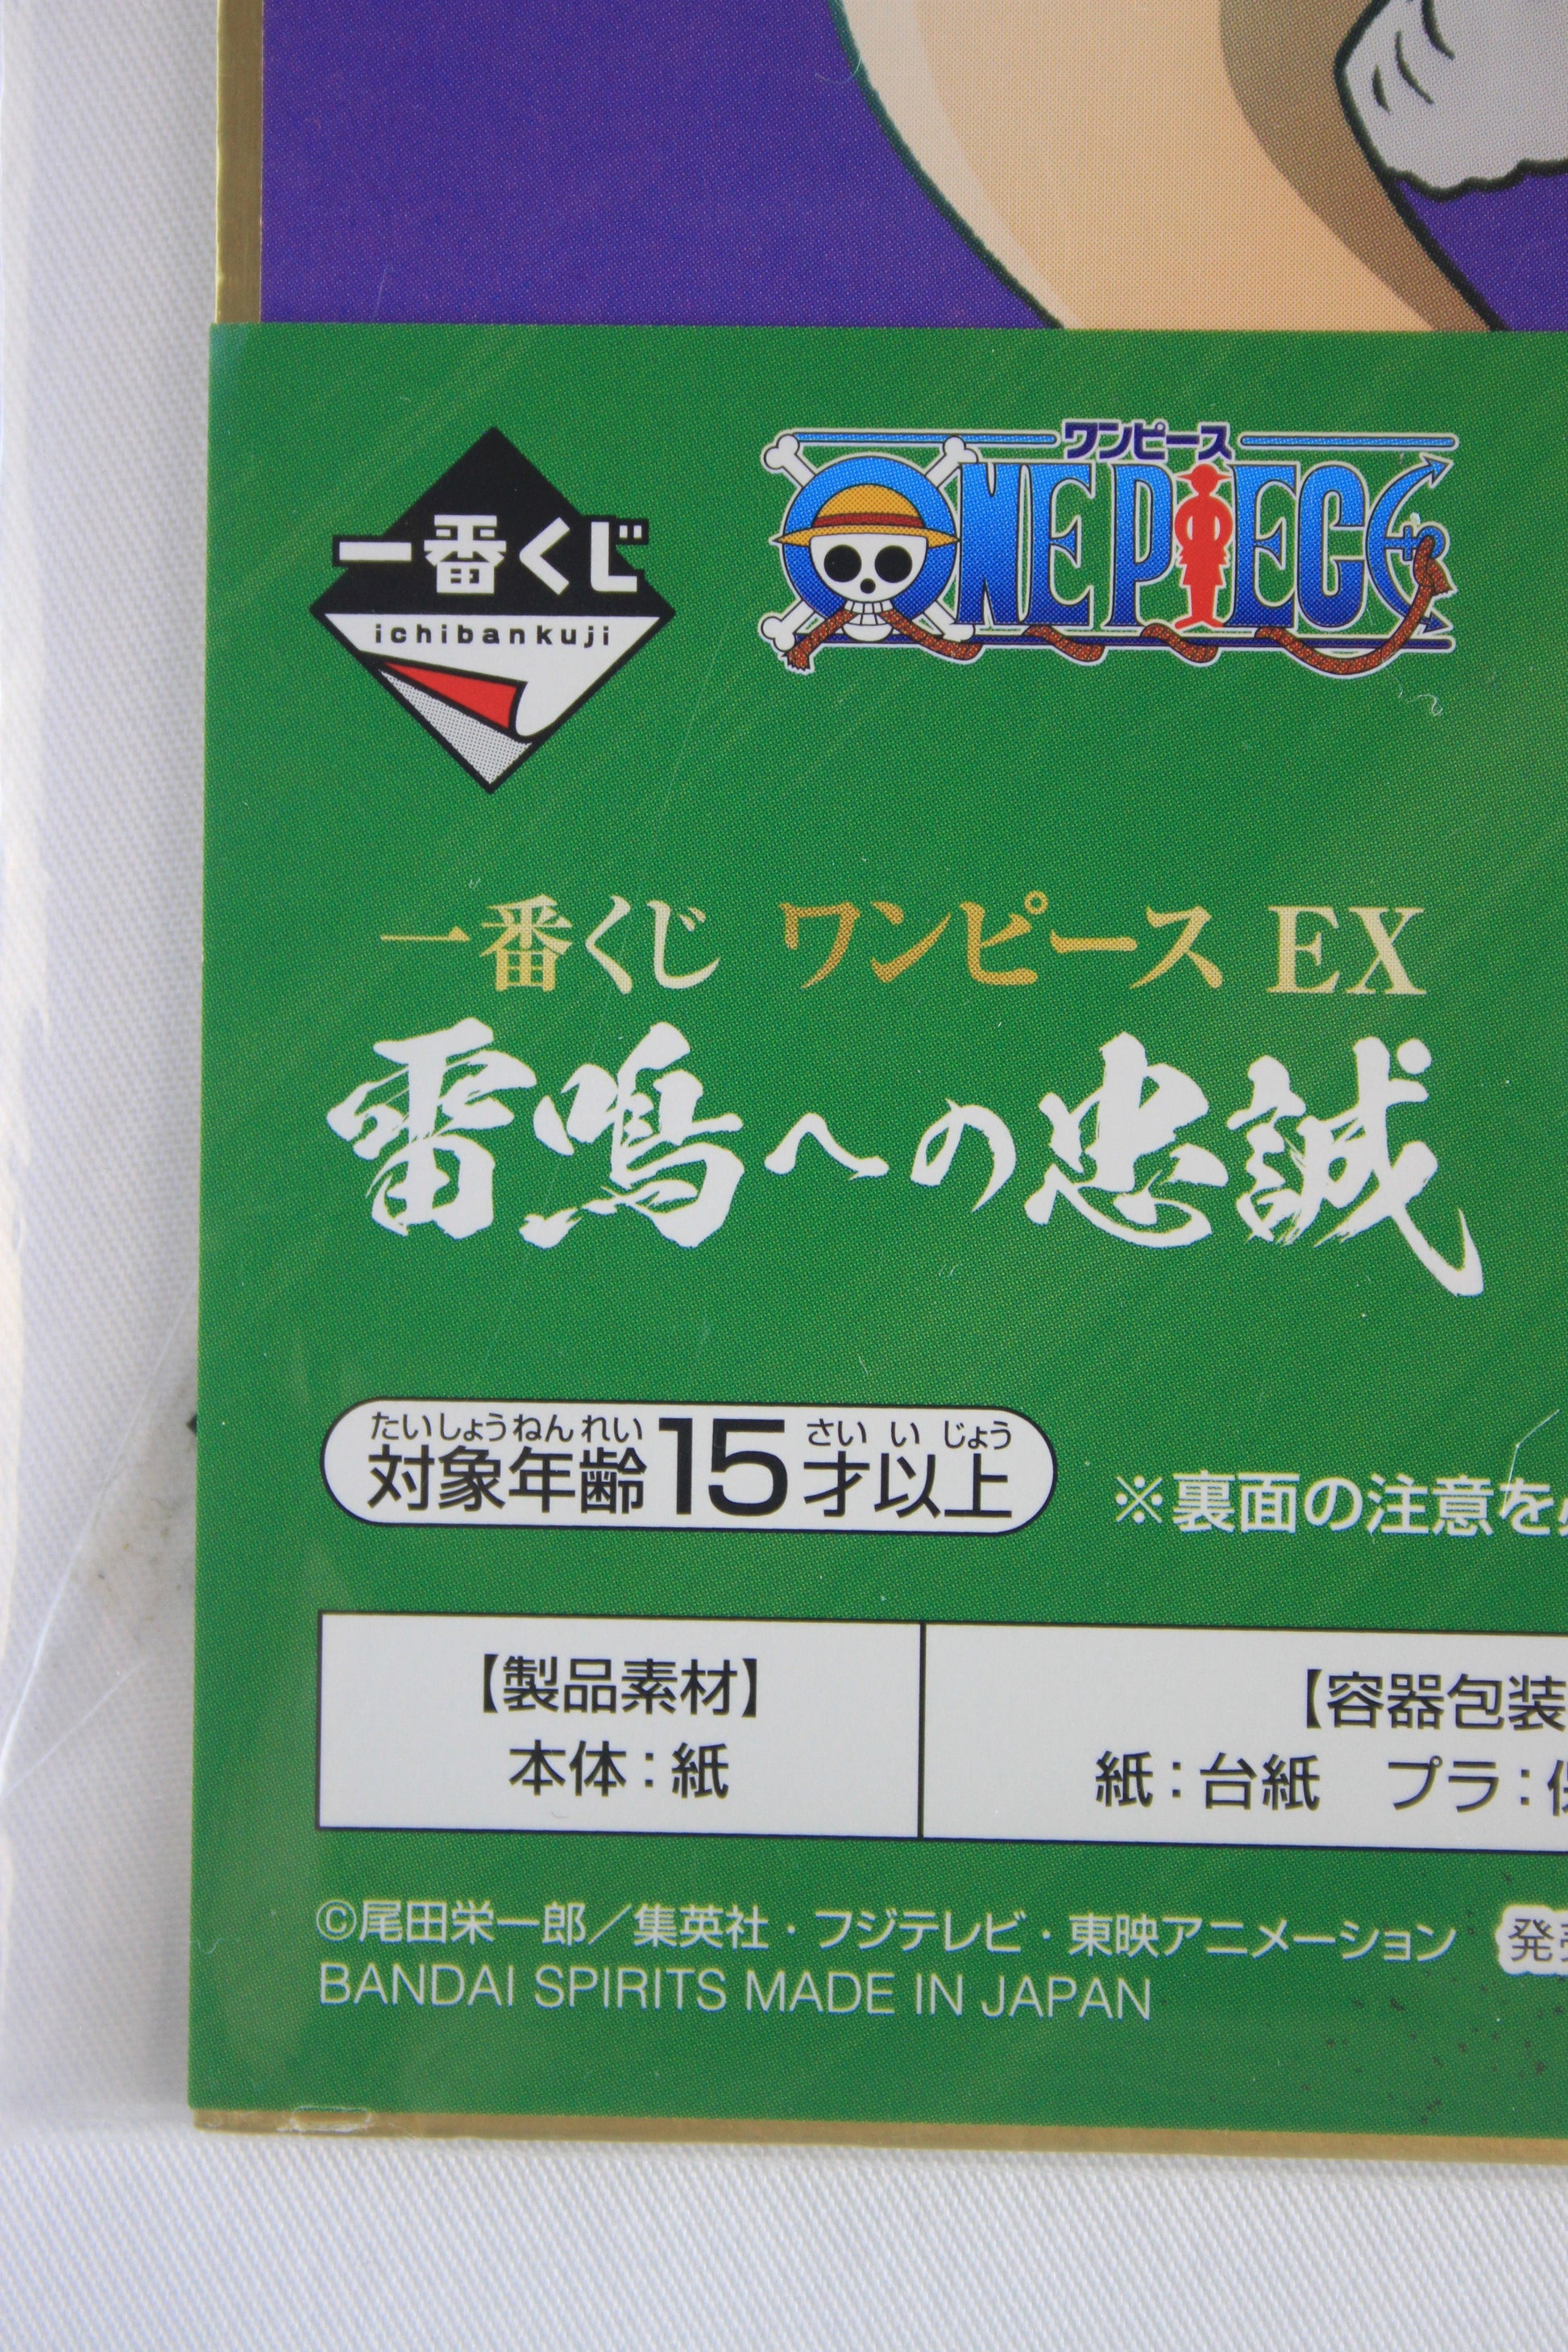 一番くじ
ichibankuji
ワンピース
ONE PIECE
一番くじ ワンピース EX
雷鳴への忠誠
たいしょうねんれい さい い じょう
対象年齢15才以上
※裏面の注意を
【製品素材】
本体：紙
【容器包装
紙：台紙 プラ：
©尾田栄一郎／集英社・フジテレビ・東映アニメーション
発売
BANDAI SPIRITS MADE IN JAPAN